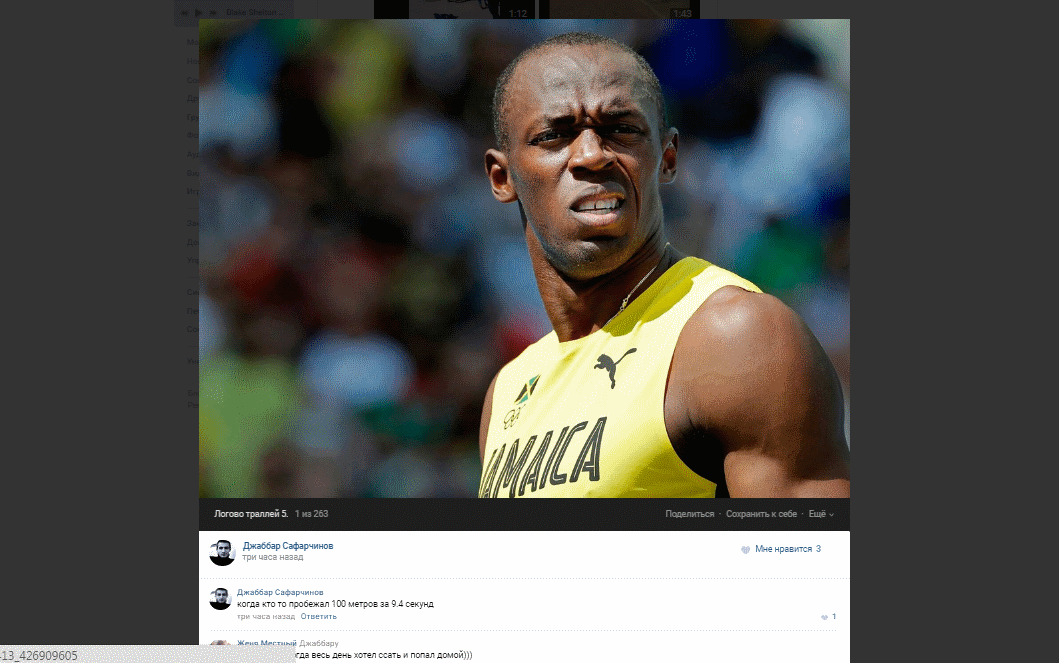 Blake Shelton ...
1:12
1:43
JAMAICA
Логово траллей 5. 1 из 263
Поделиться · Сохранить к себе · Ещё
Джаббар Сафарчинов
три часа назад
Мне нравится 3
Джаббар Сафарчинов
когда кто то пробежал 100 метров за 9.4 секунд
три часа назад Ответить
1
Женя Местный Джаббару
гда весь день хотел ссать и попал домой)))
13_426909605